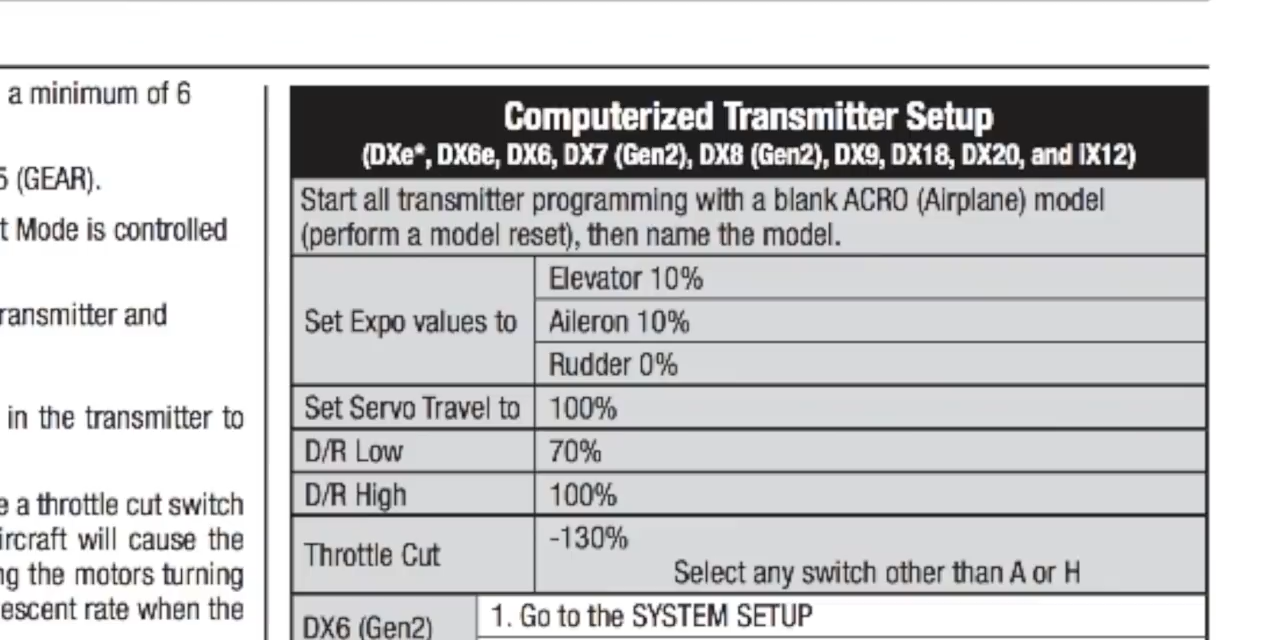 a minimum of 6
5 (GEAR).
t Mode is controlled
ransmitter and
in the transmitter to
e a throttle cut switch
ircraft will cause the
ng the motors turning
escent rate when the
Computerized Transmitter Setup
(DXe*, DX6e, DX6, DX7 (Gen2), DX8 (Gen2), DX9, DX18, DX20, and iX12)
Start all transmitter programming with a blank ACRO (Airplane) model
(perform a model reset), then name the model.
Set Expo values to
Elevator 10%
Aileron 10%
Rudder 0%
Set Servo Travel to 100%
D/R Low 70%
D/R High 100%
Throttle Cut
-130%
Select any switch other than A or H
DX6 (Gen2)
1. Go to the SYSTEM SETUP